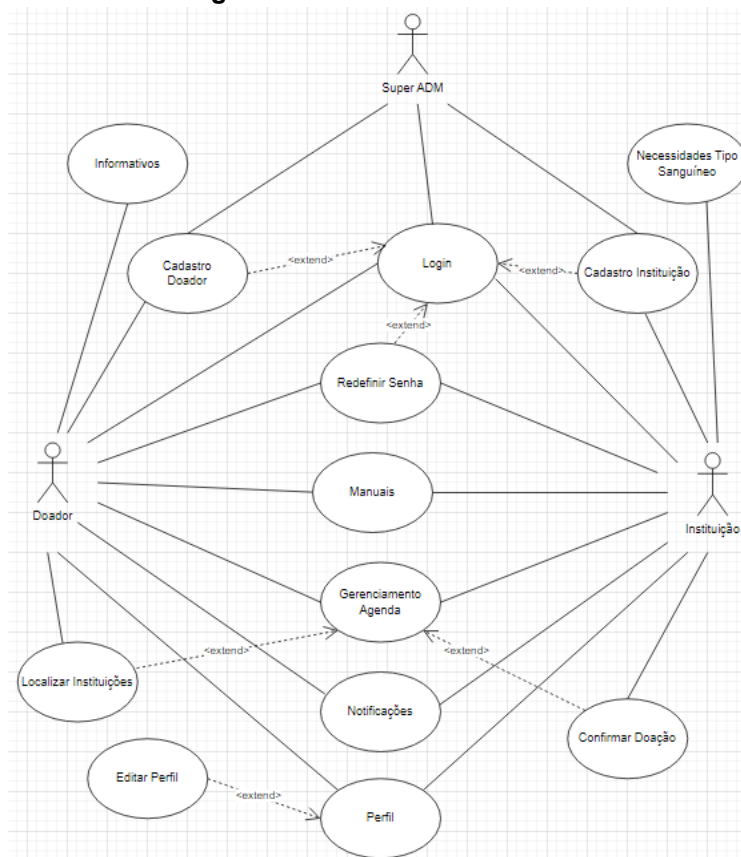 Super ADM
Informativos
Necessidades Tipo
Sanguíneo
Cadastro
Doador
<extend>
Login
<extend>
Cadastro Instituição
<extend>
Redefinir Senha
Manuais
Doador
Instituição
Gerenciamento
Agenda
<extend>
<extend>
Localizar Instituições
Notificações
Confirmar Doação
Editar Perfil
<extend>
Perfil